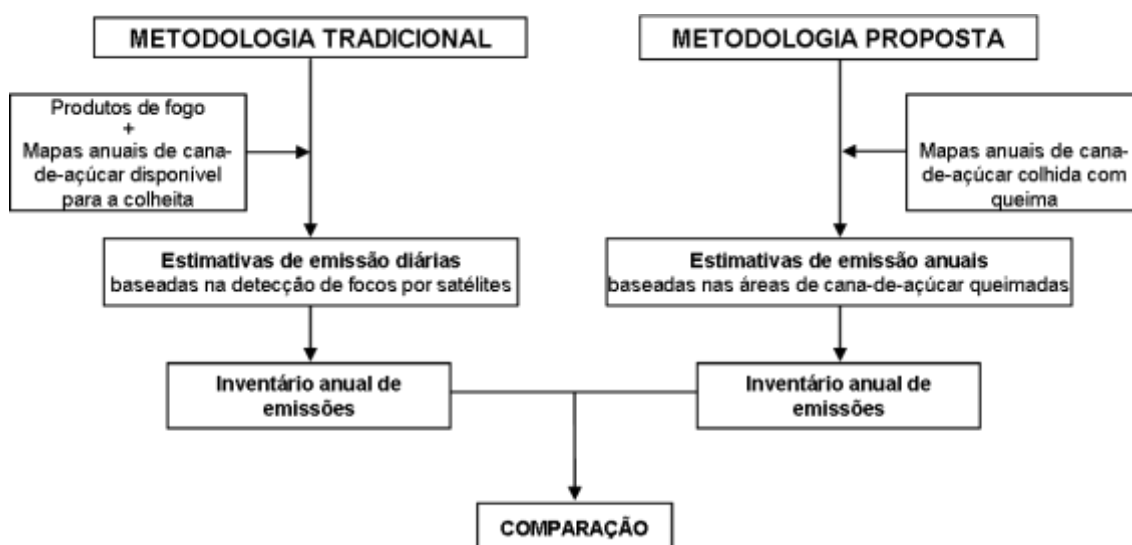 METODOLOGIA TRADICIONAL
METODOLOGIA PROPOSTA
Produtos de fogo
+
Mapas anuais de cana-
de-açúcar disponível
para a colheita
Mapas anuais de cana-
de-açúcar colhida com
queima
Estimativas de emissão diárias
baseadas na detecção de focos por satélites
Estimativas de emissão anuais
baseadas nas áreas de cana-de-açúcar queimadas
Inventário anual de
emissões
Inventário anual de
emissões
COMPARAÇÃO